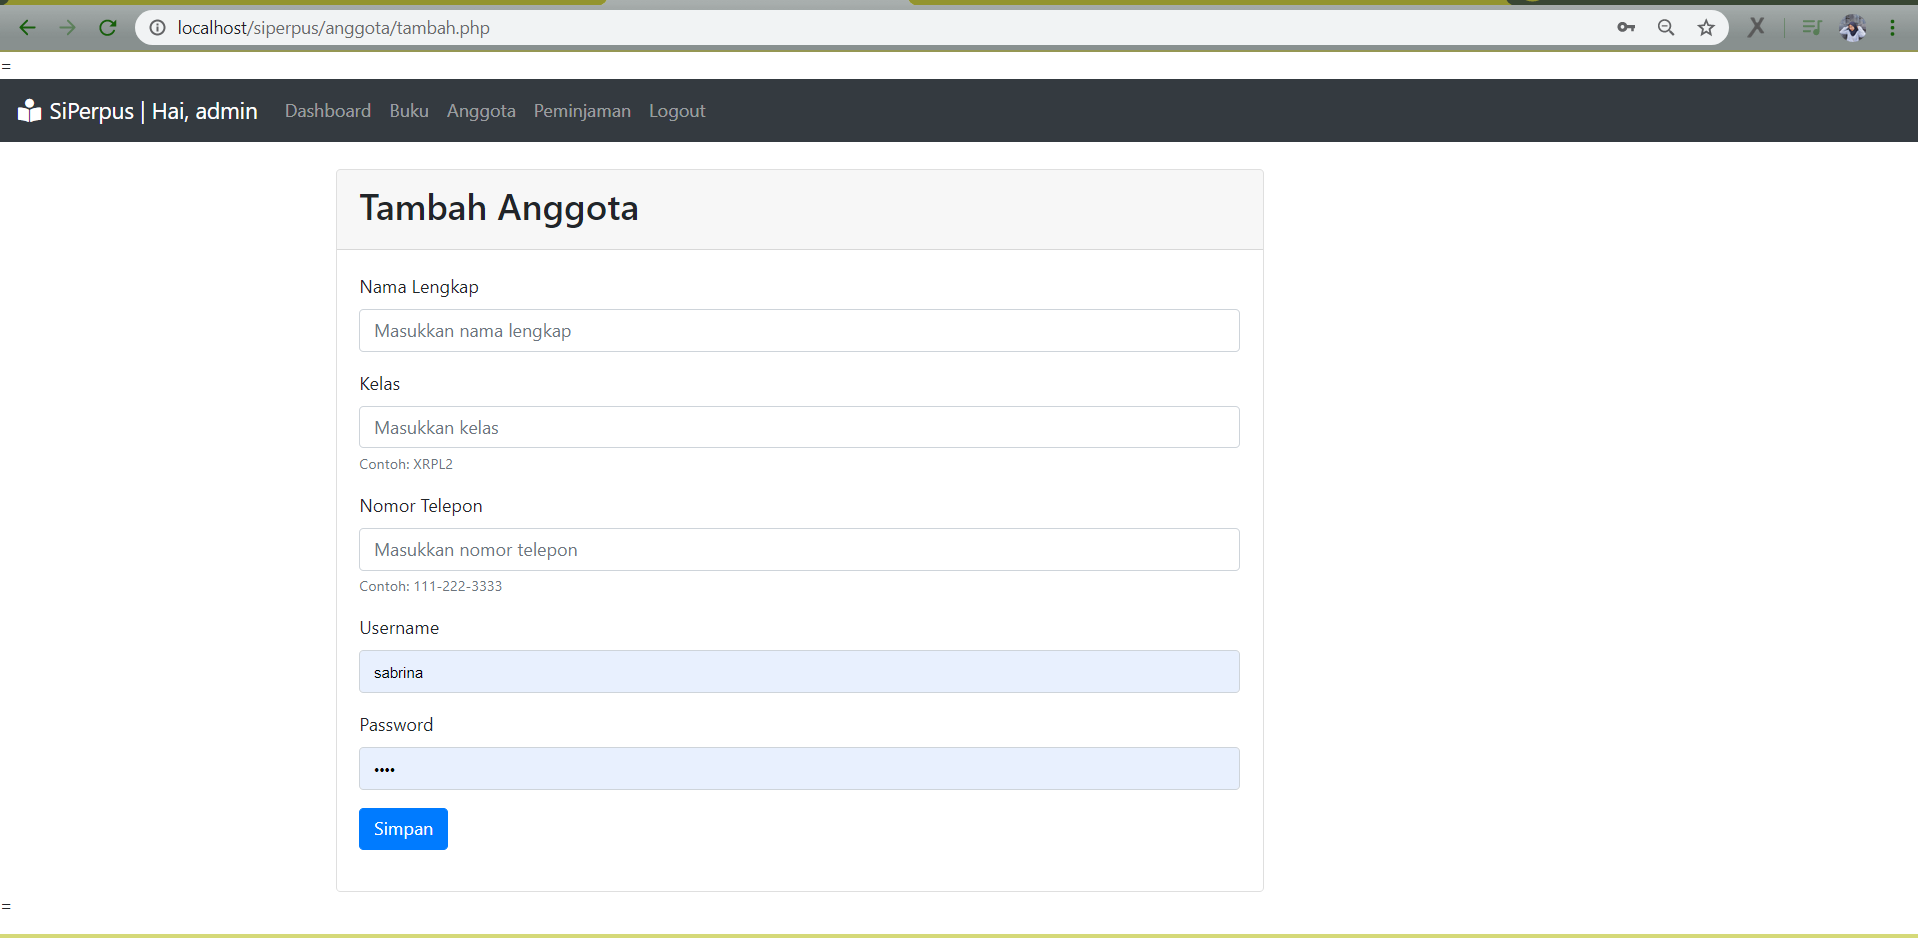 localhost/siperpus/anggota/tambah.php
=
SiPerpus | Hai, admin Dashboard Buku Anggota Peminjaman Logout
Tambah Anggota
Nama Lengkap
Masukkan nama lengkap
Kelas
Masukkan kelas
Contoh: XRPL2
Nomor Telepon
Masukkan nomor telepon
Contoh: 111-222-3333
Username
sabrina
Password
••••
Simpan
=